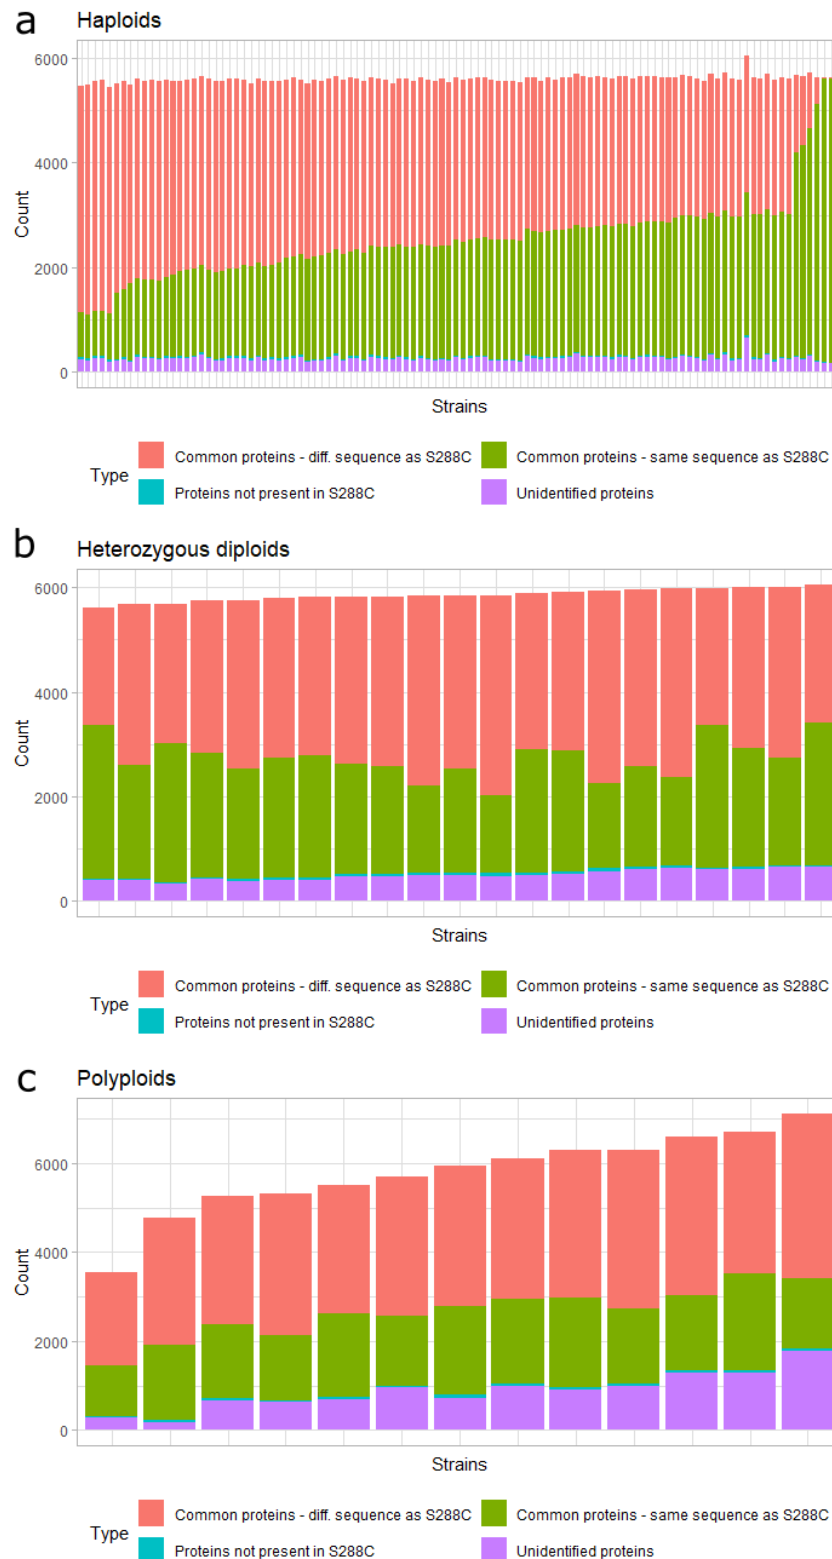 a
Haploids
6000
4000
2000
0
Count
Strains
Type
Common proteins - diff. sequence as S288C
Common proteins - same sequence as S288C
Proteins not present in S288C
Unidentified proteins
b
Heterozygous diploids
6000
4000
2000
0
Count
Strains
Type
Common proteins - diff. sequence as S288C
Common proteins - same sequence as S288C
Proteins not present in S288C
Unidentified proteins
c
Polyploids
6000
4000
2000
0
Count
Strains
Type
Common proteins - diff. sequence as S288C
Common proteins - same sequence as S288C
Proteins not present in S288C
Unidentified proteins